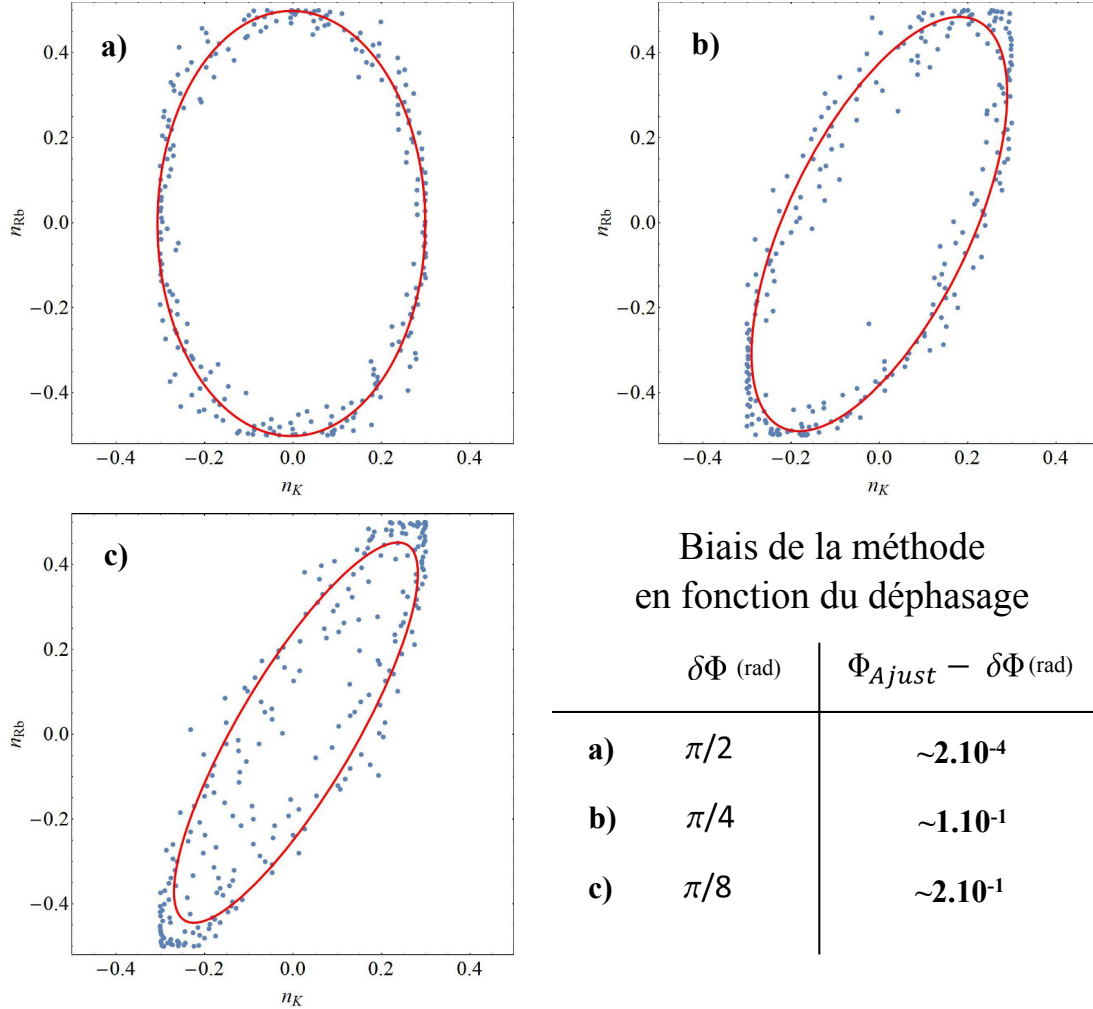 a)
0.4
0.2
0.0
−0.2
−0.4
n_Rb
−0.4 −0.2 0.0 0.2 0.4
n_K
b)
0.4
0.2
0.0
−0.2
−0.4
n_Rb
−0.4 −0.2 0.0 0.2 0.4
n_K
c)
0.4
0.2
0.0
−0.2
−0.4
n_Rb
−0.4 −0.2 0.0 0.2 0.4
n_K
Biais de la méthode
en fonction du déphasage
δΦ (rad) Φ_Ajust − δΦ (rad)
a) π/2 ~2.10⁻⁴
b) π/4 ~1.10⁻¹
c) π/8 ~2.10⁻¹